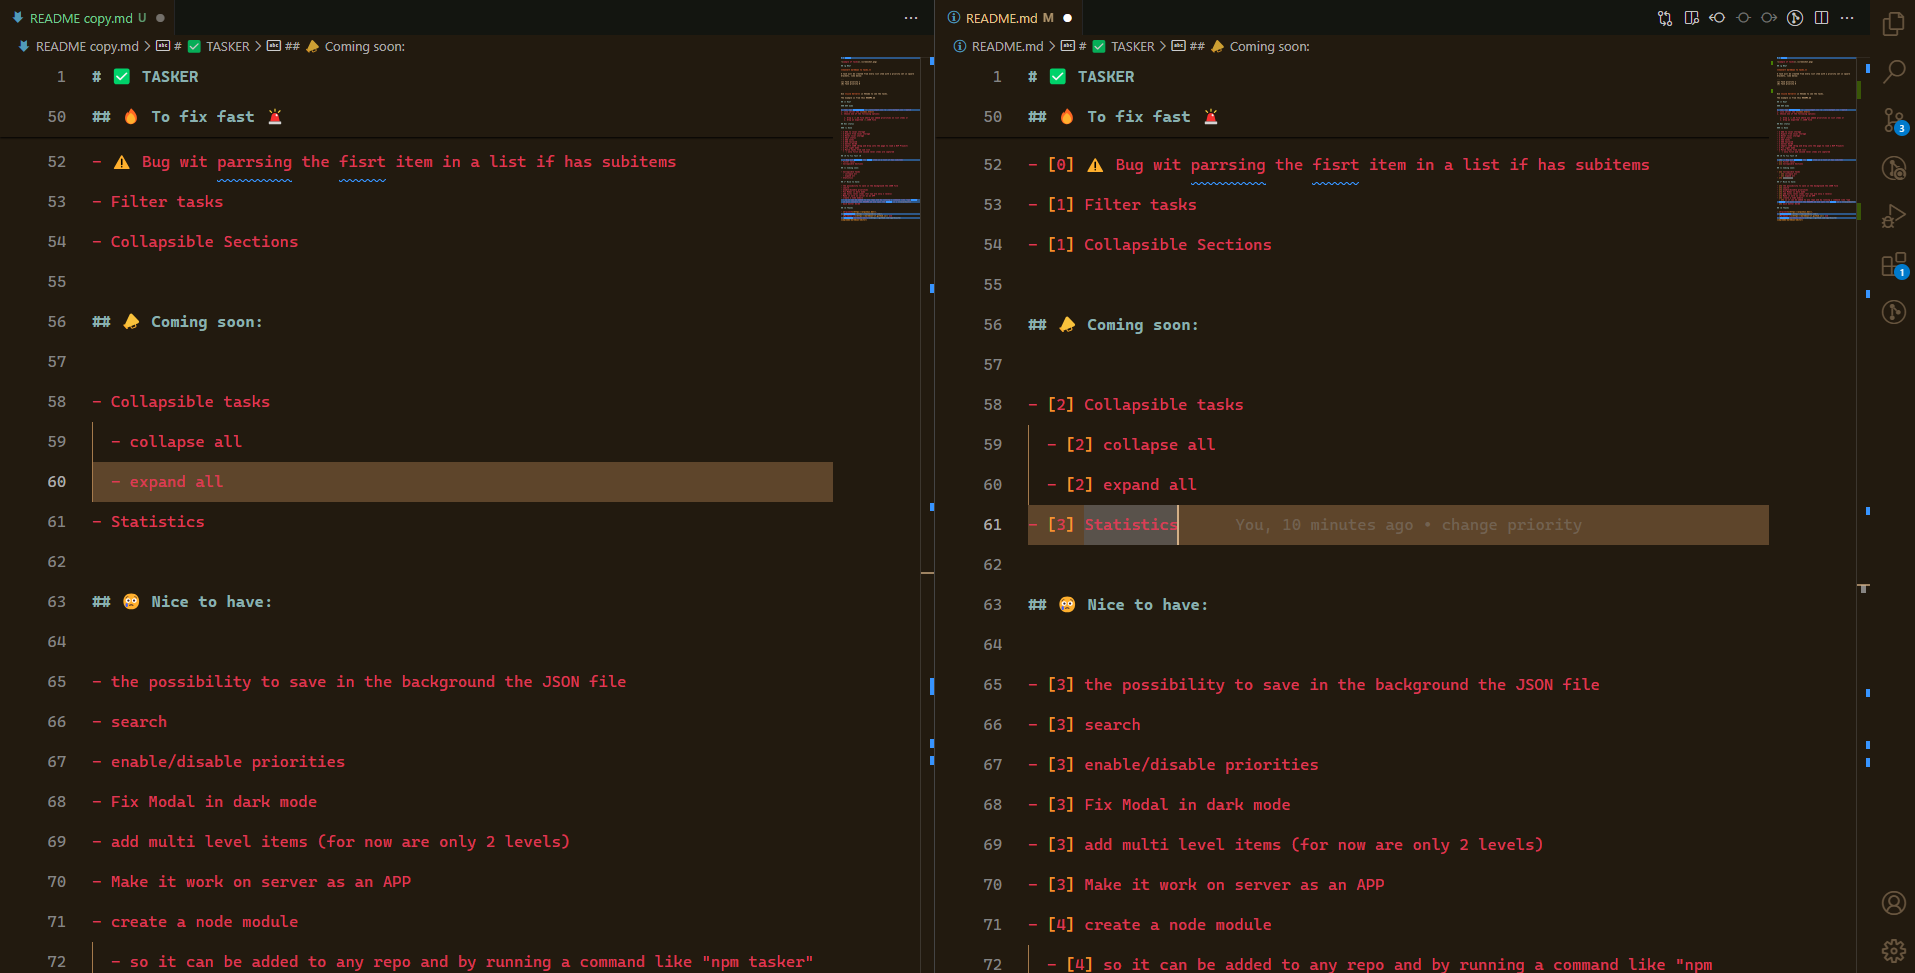 README copy.md U
README copy.md > # ✅ TASKER > ## 📣 Coming soon:
1 # ✅ TASKER
50 ## 🔥 To fix fast 🚨
52 - ⚠️ Bug wit parrsing the fisrt item in a list if has subitems
53 - Filter tasks
54 - Collapsible Sections
55
56 ## 📣 Coming soon:
57
58 - Collapsible tasks
59 - collapse all
60 - expand all
61 - Statistics
62
63 ## 😳 Nice to have:
64
65 - the possibility to save in the background the JSON file
66 - search
67 - enable/disable priorities
68 - Fix Modal in dark mode
69 - add multi level items (for now are only 2 levels)
70 - Make it work on server as an APP
71 - create a node module
72 - so it can be added to any repo and by running a command like "npm tasker"
README.md M
README.md > # ✅ TASKER > ## 📣 Coming soon:
1 # ✅ TASKER
50 ## 🔥 To fix fast 🚨
52 - [0] ⚠️ Bug wit parrsing the fisrt item in a list if has subitems
53 - [1] Filter tasks
54 - [1] Collapsible Sections
55
56 ## 📣 Coming soon:
57
58 - [2] Collapsible tasks
59 - [2] collapse all
60 - [2] expand all
61 - [3] Statistics You, 10 minutes ago • change priority
62
63 ## 😳 Nice to have:
64
65 - [3] the possibility to save in the background the JSON file
66 - [3] search
67 - [3] enable/disable priorities
68 - [3] Fix Modal in dark mode
69 - [3] add multi level items (for now are only 2 levels)
70 - [3] Make it work on server as an APP
71 - [4] create a node module
72 - [4] so it can be added to any repo and by running a command like "npm
3
1